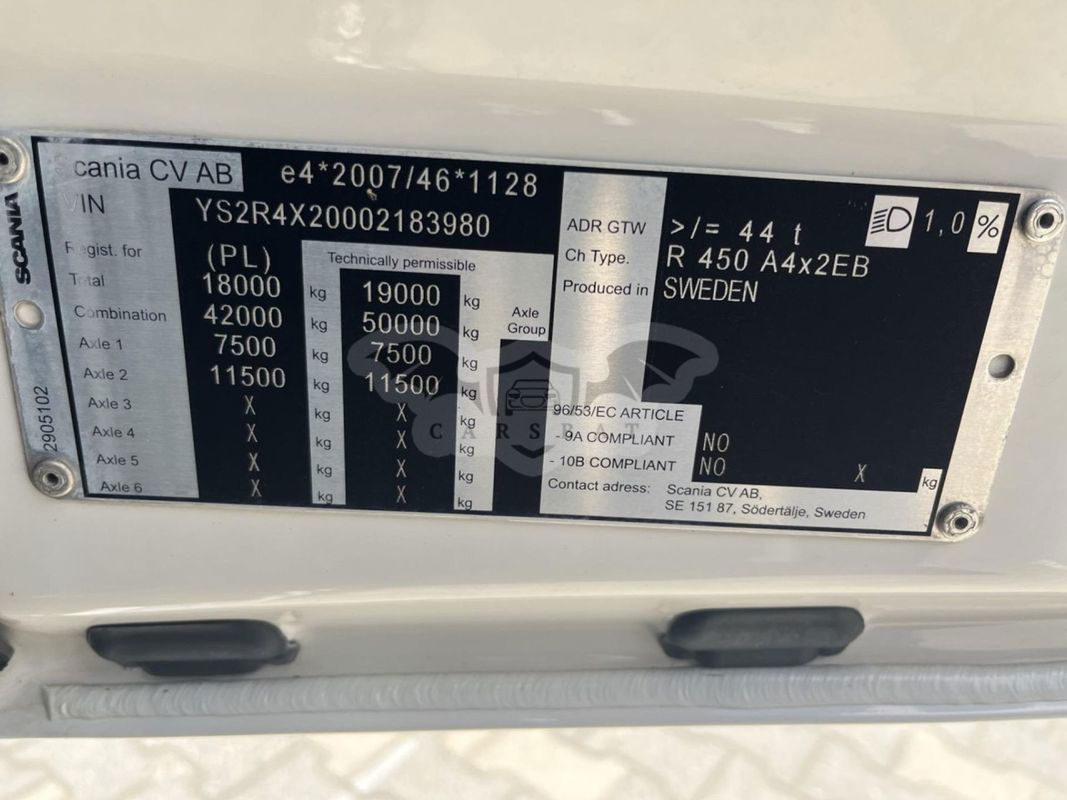 SCANIA
2905102
Scania CV AB e4*2007/46*1128
VIN YS2R4X20002183980
Regist. for (PL) Technically permissible
Total 18000 kg 19000 kg
Combination 42000 kg 50000 kg
Axle Group
Axle 1 7500 kg 7500 kg
Axle 2 11500 kg 11500 kg
Axle 3 X kg X kg
Axle 4 X kg X kg
Axle 5 X kg X kg
Axle 6 X kg X kg
ADR GTW >/= 44 t 1,0 %
Ch Type. R 450 A4x2EB
Produced in SWEDEN
96/53/EC ARTICLE
- 9A COMPLIANT NO
- 10B COMPLIANT NO X kg
Contact adress: Scania CV AB,
SE 151 87, Södertälje, Sweden
CARSBAT